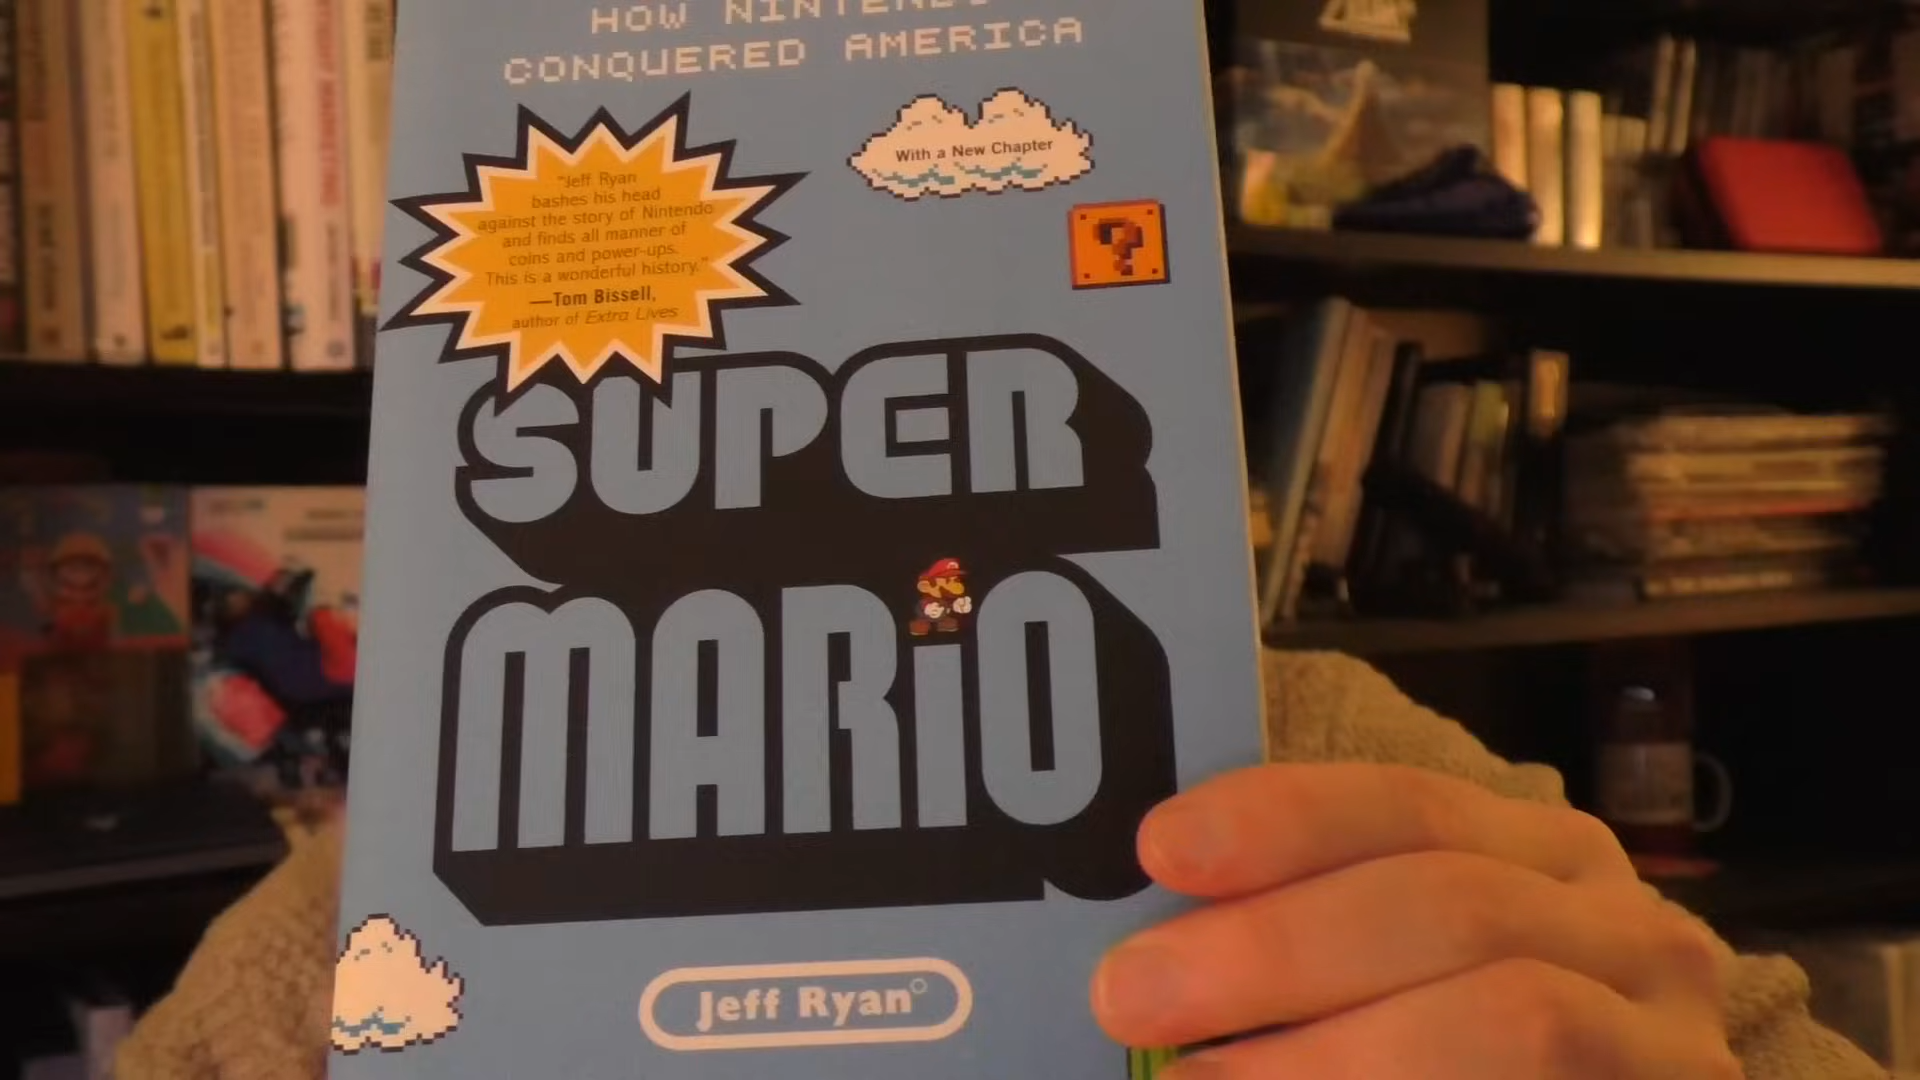 HOW NINTENDO
CONQUERED AMERICA
With a New Chapter
"Jeff Ryan
bashes his head
against the story of Nintendo
and finds all manner of
coins and power-ups.
This is a wonderful history."
—Tom Bissell,
author of Extra Lives
?
SUPER
MARiO
Jeff Ryan